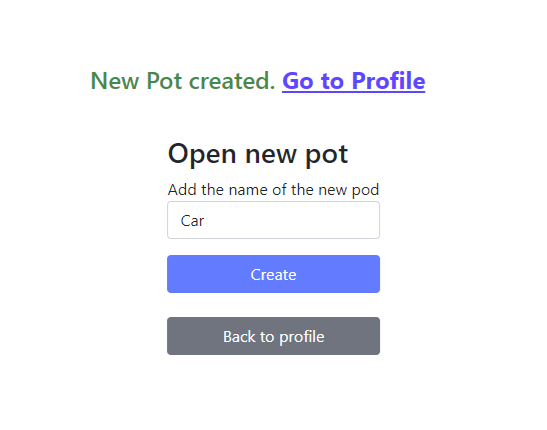 New Pot created. Go to Profile
Open new pot
Add the name of the new pod
Car
Create
Back to profile